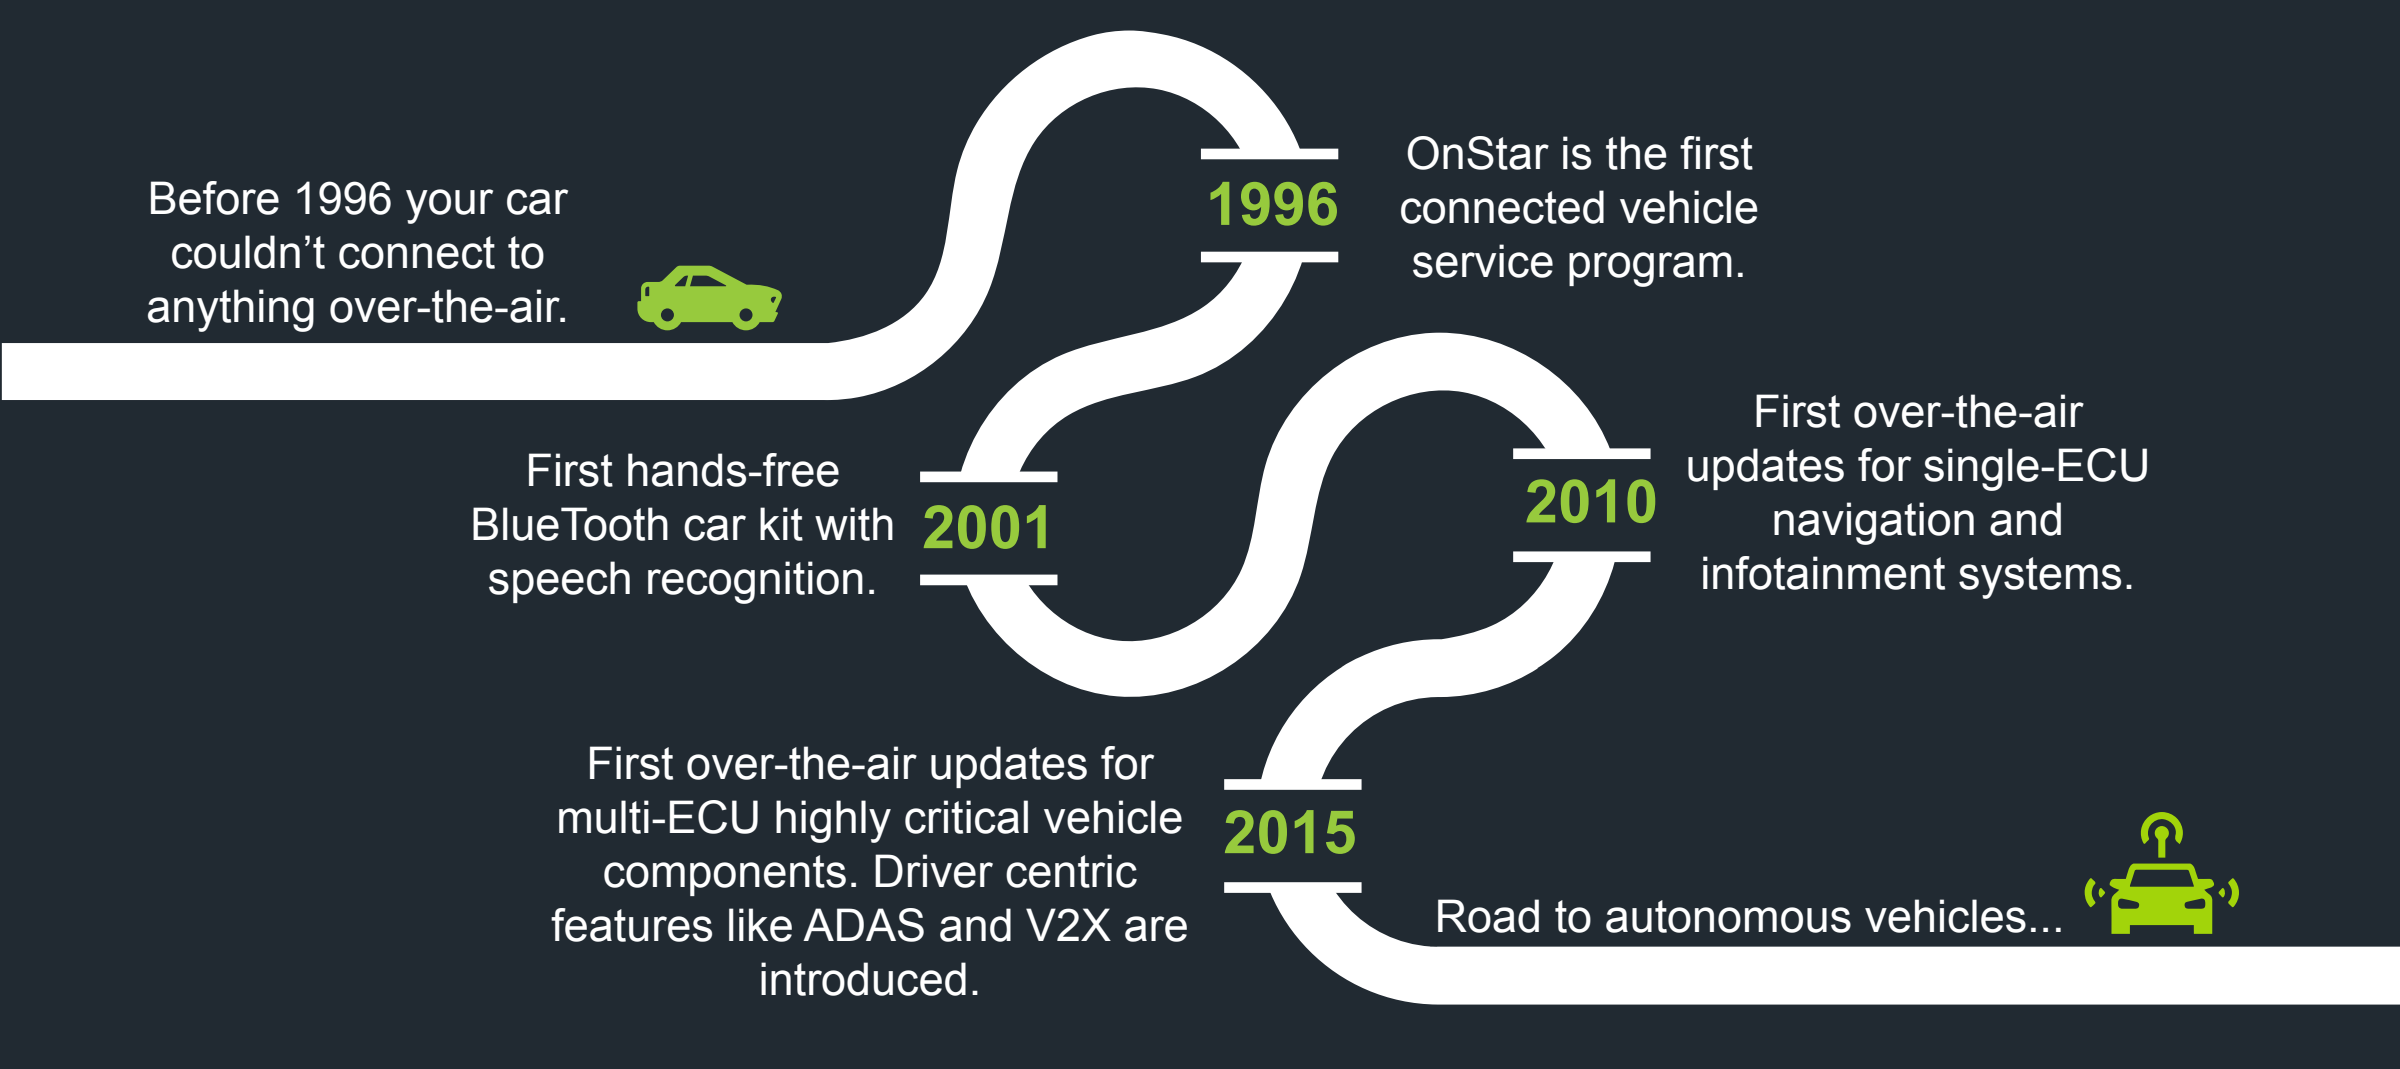 Before 1996 your car
couldn’t connect to
anything over-the-air.
1996
OnStar is the first
connected vehicle
service program.
First hands-free
BlueTooth car kit with
speech recognition.
2001
2010
First over-the-air
updates for single-ECU
navigation and
infotainment systems.
First over-the-air updates for
multi-ECU highly critical vehicle
components. Driver centric
features like ADAS and V2X are
introduced.
2015
Road to autonomous vehicles...